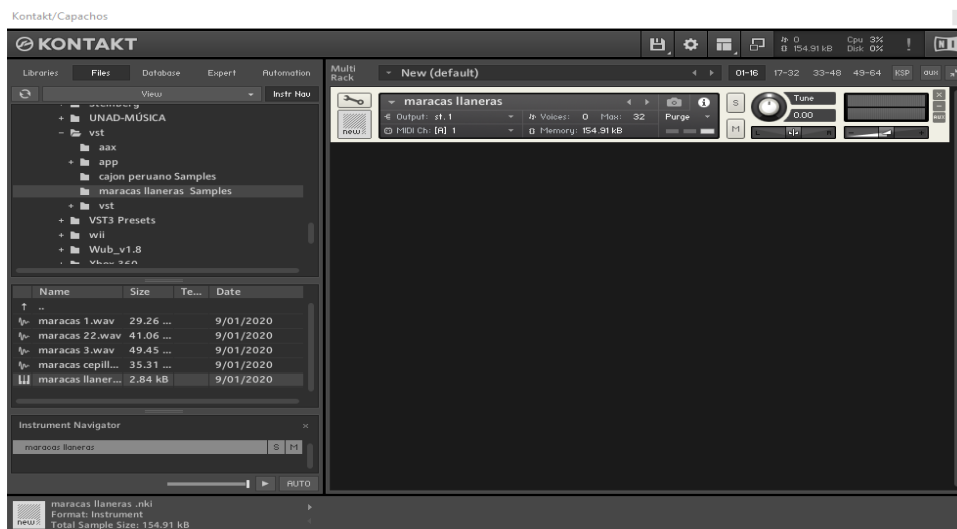 Kontakt/Capachos
KONTAKT
0
154.91 kB
Cpu 3%
Disk 0%
!
Libraries Files Database Expert Automation
View Instr Nav
UNAD-MÚSICA
vst
aax
app
cajon peruano Samples
maracas llaneras Samples
vst
VST3 Presets
wii
Wub_v1.8
Name Size Te... Date
..
maracas 1.wav 29.26 ... 9/01/2020
maracas 22.wav 41.06 ... 9/01/2020
maracas 3.wav 49.45 ... 9/01/2020
maracas cepill... 35.31 ... 9/01/2020
maracas llaner... 2.84 kB 9/01/2020
Instrument Navigator ×
maracas llaneras S M
AUTO
new
maracas llaneras .nki
Format: Instrument
Total Sample Size: 154.91 kB
Multi
Rack
New (default) 01-16 17-32 33-48 49-64 KSP aux
maracas llaneras
Output: st. 1 Voices: 0 Max: 32 Purge
MIDI Ch: [A] 1 Memory: 154.91 kB
new
S
M
Tune
0.00
L R
- +